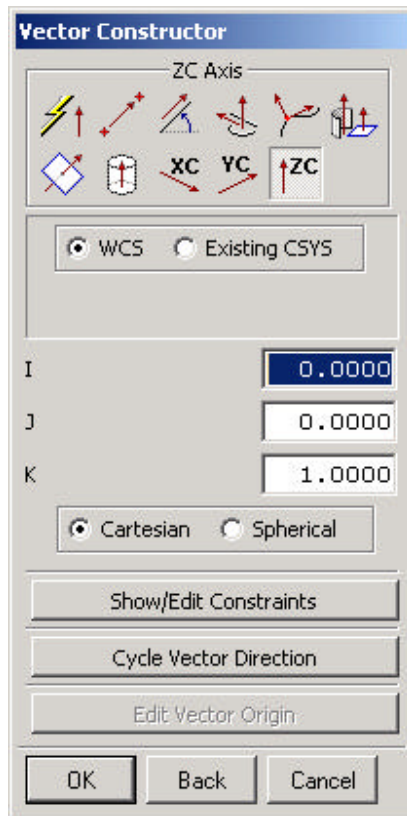 Vector Constructor
ZC Axis
XC YC ZC
WCS Existing CSYS
I 0.0000
J 0.0000
K 1.0000
Cartesian Spherical
Show/Edit Constraints
Cycle Vector Direction
Edit Vector Origin
OK Back Cancel